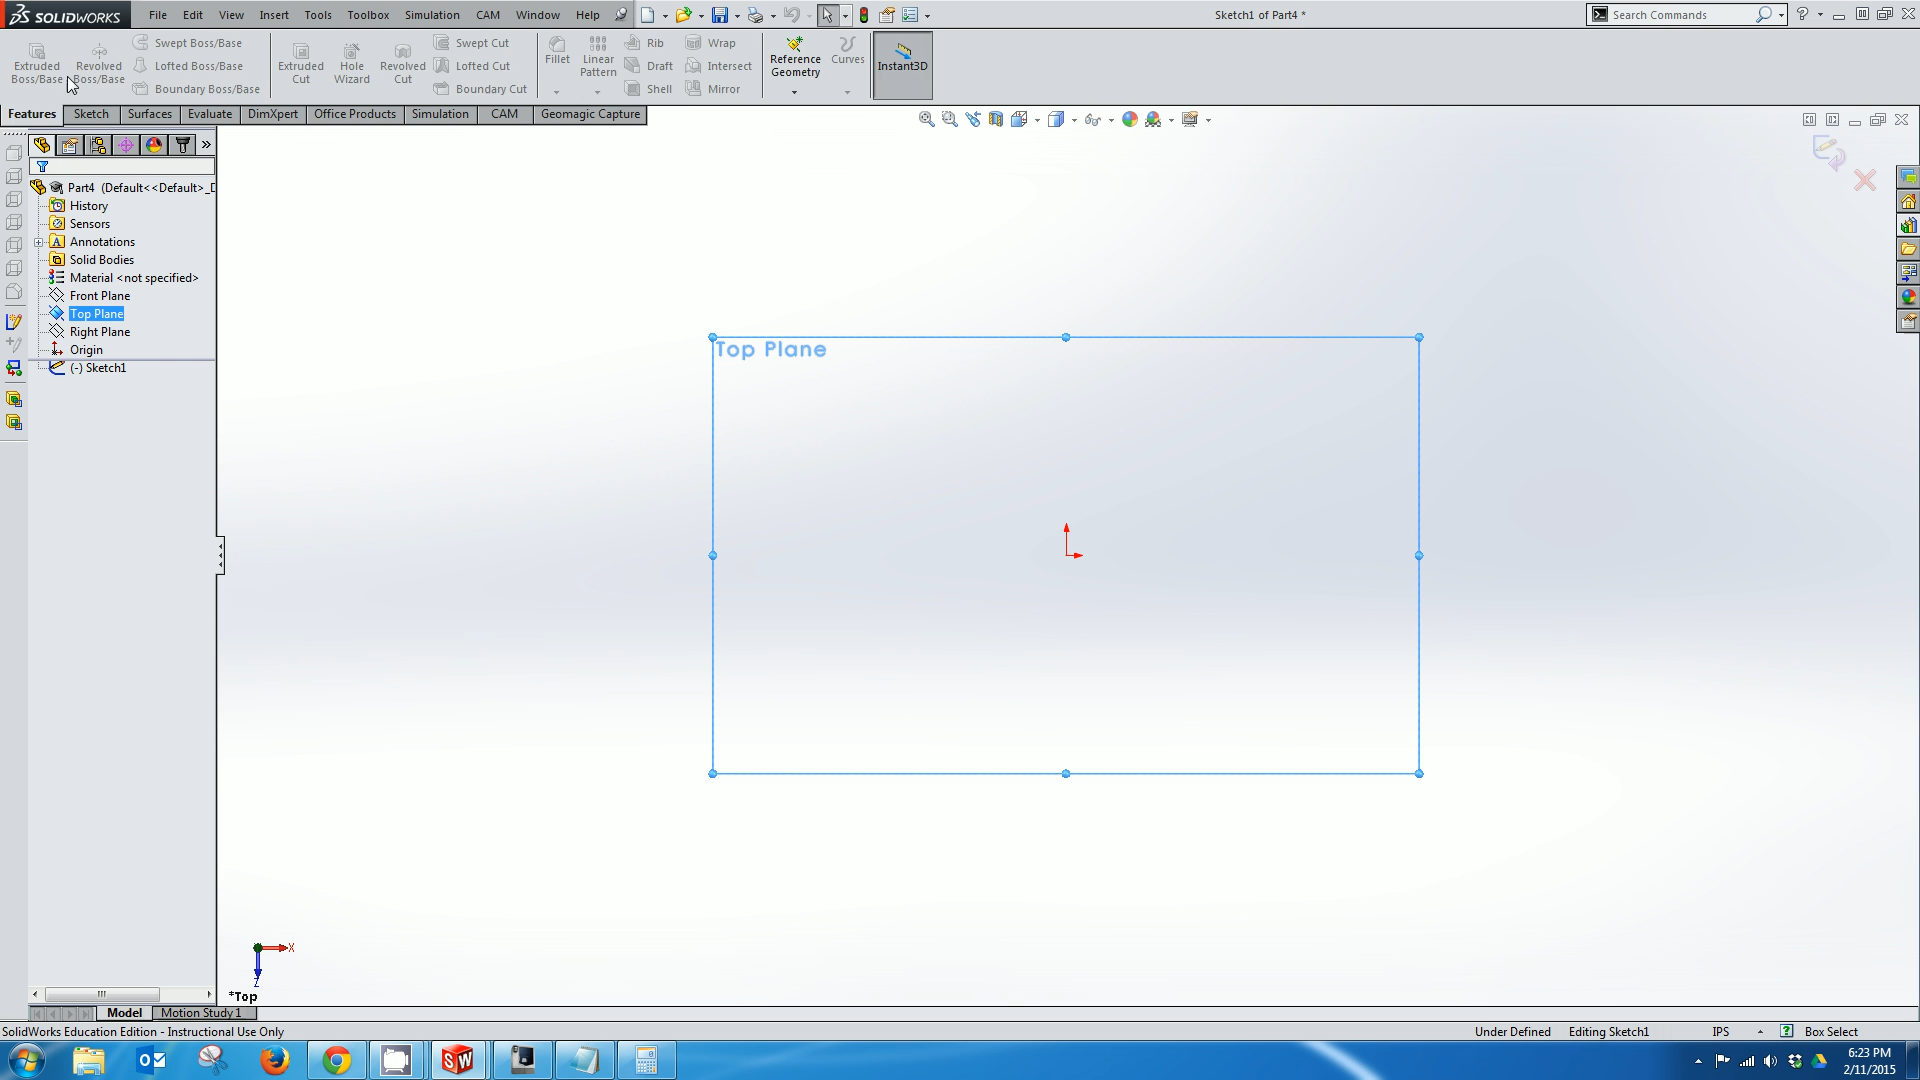 SOLIDWORKS File Edit View Insert Tools Toolbox Simulation CAM Window Help Sketch1 of Part4 * Search Commands ?
Extruded Boss/Base
Revolved Boss/Base
Swept Boss/Base
Lofted Boss/Base
Boundary Boss/Base
Extruded Cut
Hole Wizard
Revolved Cut
Swept Cut
Lofted Cut
Boundary Cut
Fillet
Linear Pattern
Rib
Draft
Shell
Wrap
Intersect
Mirror
Reference Geometry
Curves
Instant3D
Features Sketch Surfaces Evaluate DimXpert Office Products Simulation CAM Geomagic Capture
Part4 (Default<<Default>_D
History
Sensors
A Annotations
Solid Bodies
Material <not specified>
Front Plane
Top Plane
Right Plane
Origin
(-) Sketch1
Top Plane
X
Z
*Top
Model Motion Study 1
SolidWorks Education Edition - Instructional Use Only Under Defined Editing Sketch1 IPS ? Box Select
SW
6:23 PM
2/11/2015